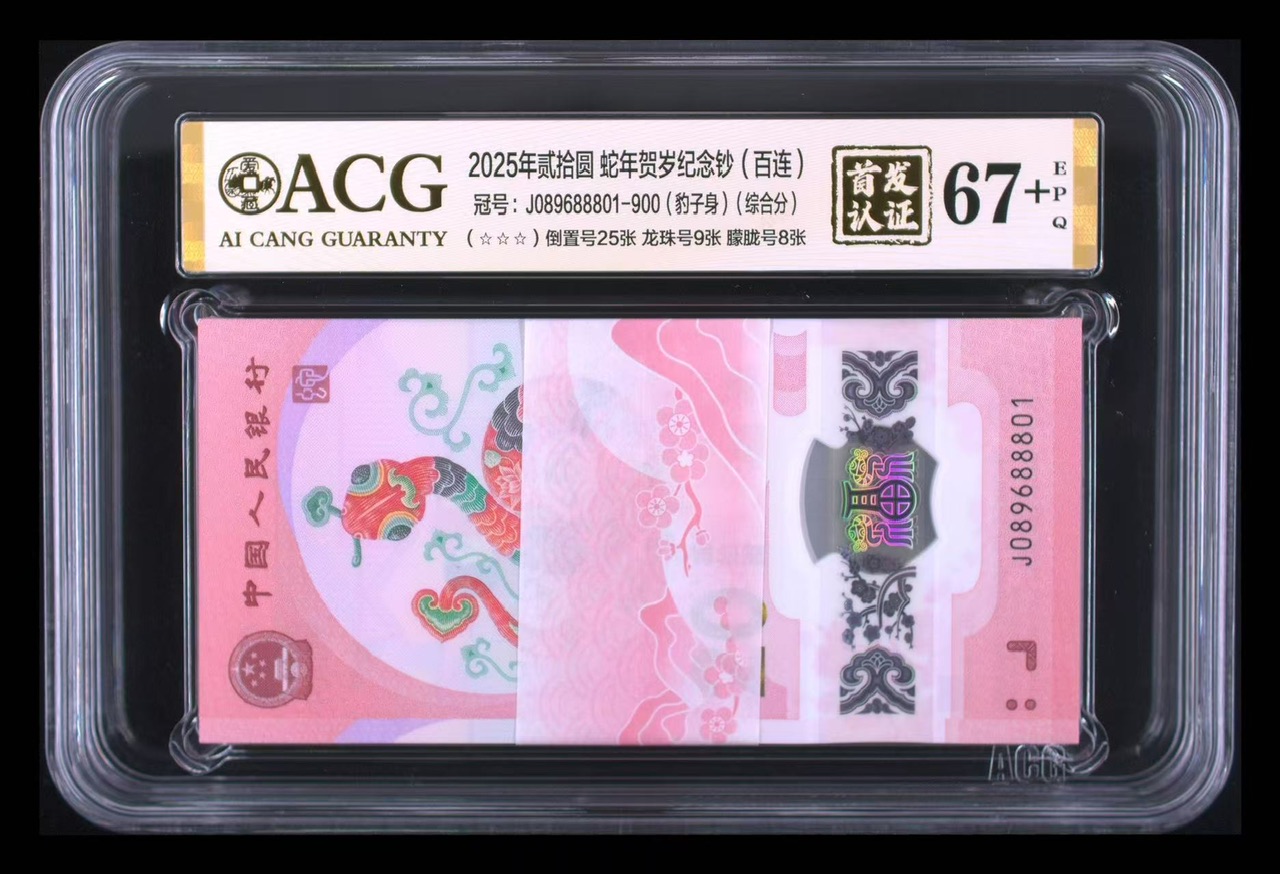 ACG
AI CANG GUARANTY
2025年贰拾圆 蛇年贺岁纪念钞(百连)
冠号: J089688801-900(豹子身)(综合分)
(☆☆☆)倒置号25张 龙珠号9张 朦胧号8张
首发
认证
67+
EPQ
中国人民银行
福
J089688801
ACG